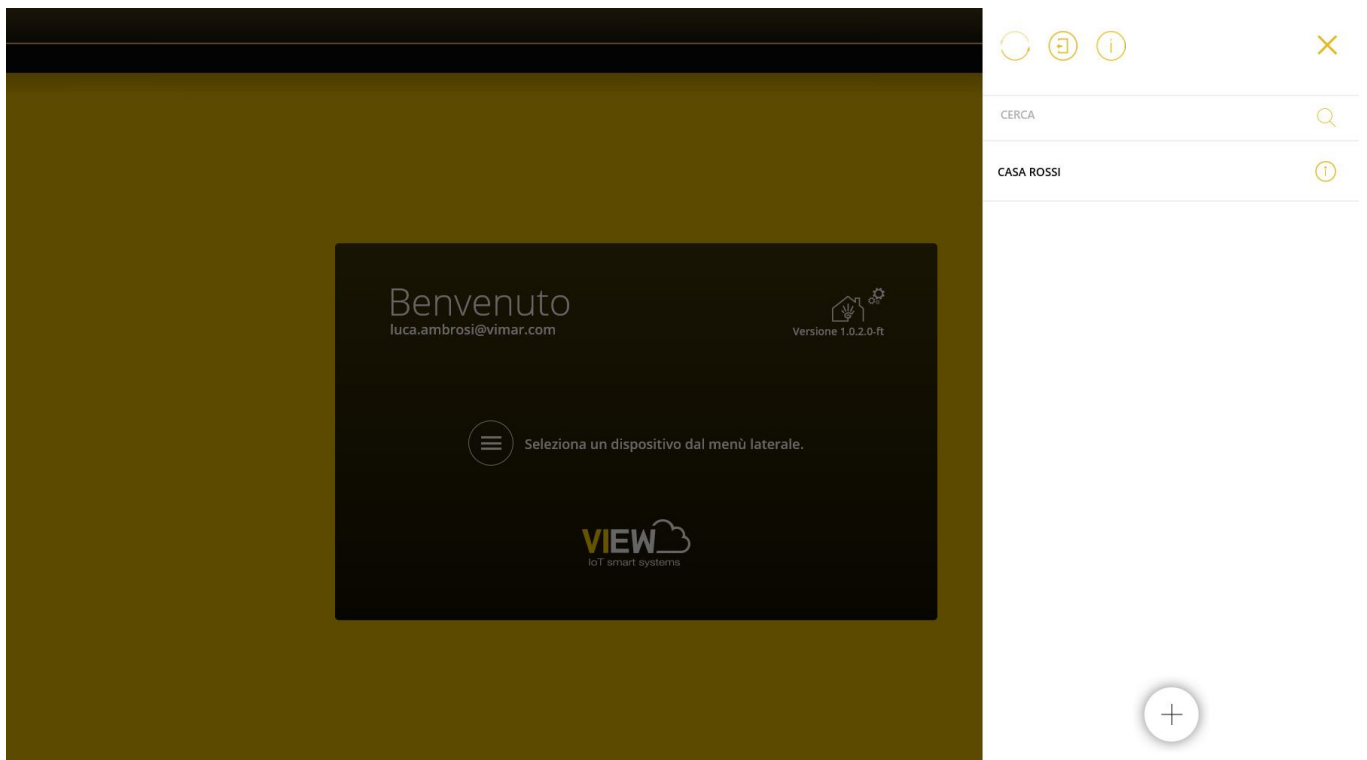 CERCA
CASA ROSSI
Benvenuto
luca.ambrosi@vimar.com
Versione 1.0.2.0-ft
Seleziona un dispositivo dal menù laterale.
VIEW
IoT smart systems